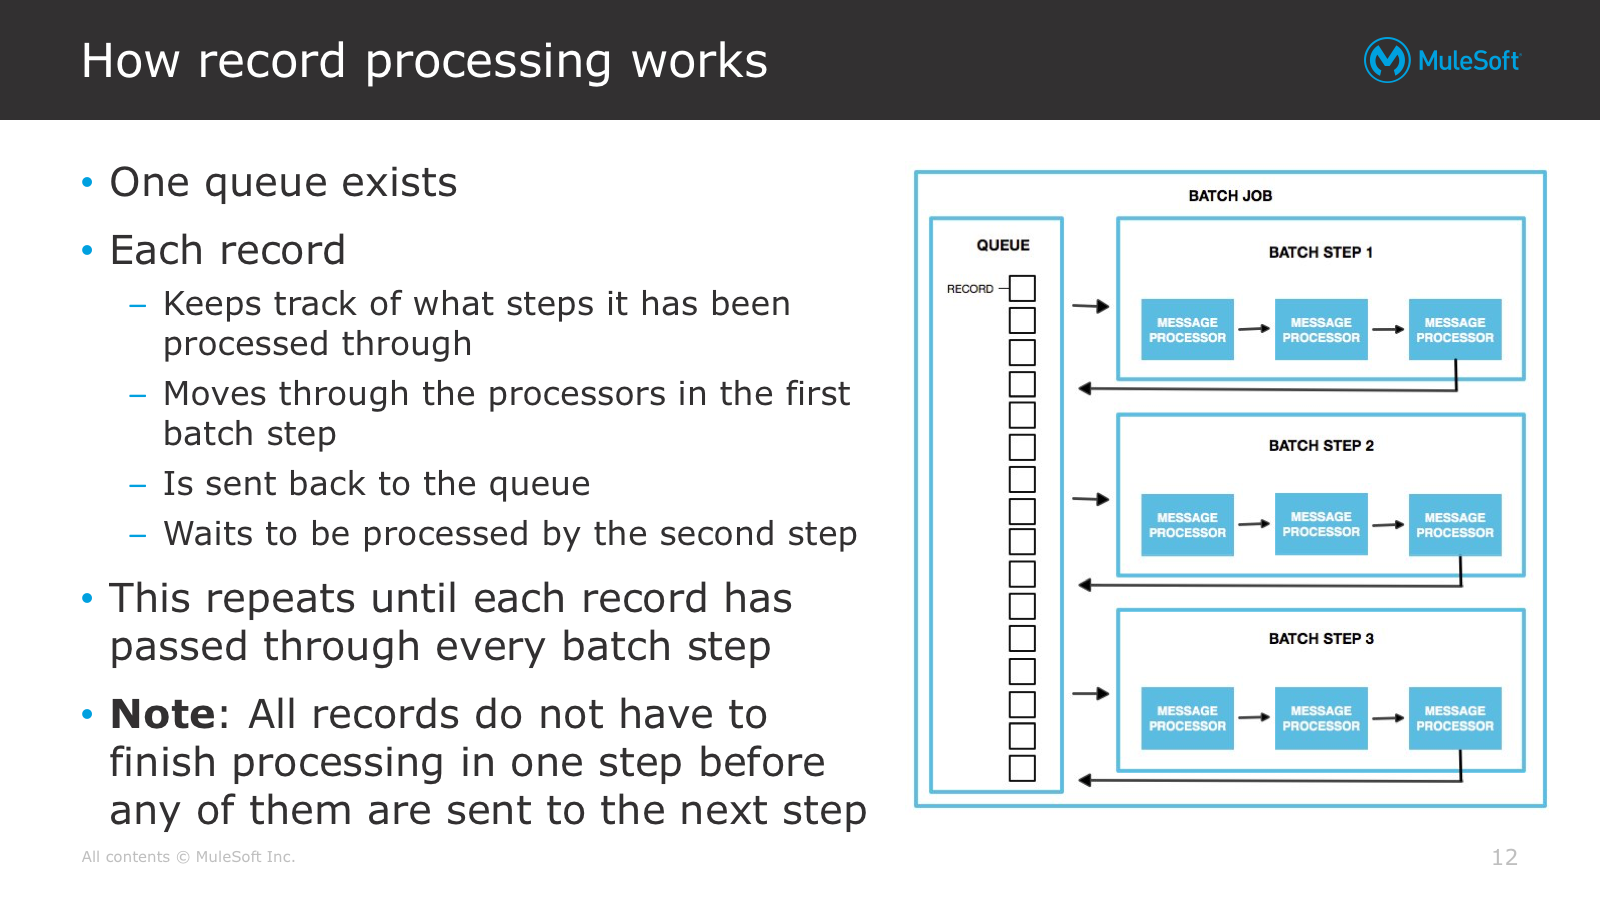 How record processing works
MuleSoft
• One queue exists
• Each record
– Keeps track of what steps it has been
processed through
– Moves through the processors in the first
batch step
– Is sent back to the queue
– Waits to be processed by the second step
• This repeats until each record has
passed through every batch step
• Note: All records do not have to
finish processing in one step before
any of them are sent to the next step
BATCH JOB
QUEUE
RECORD
BATCH STEP 1
MESSAGE
PROCESSOR
MESSAGE
PROCESSOR
MESSAGE
PROCESSOR
BATCH STEP 2
MESSAGE
PROCESSOR
MESSAGE
PROCESSOR
MESSAGE
PROCESSOR
BATCH STEP 3
MESSAGE
PROCESSOR
MESSAGE
PROCESSOR
MESSAGE
PROCESSOR
All contents © MuleSoft Inc.
12